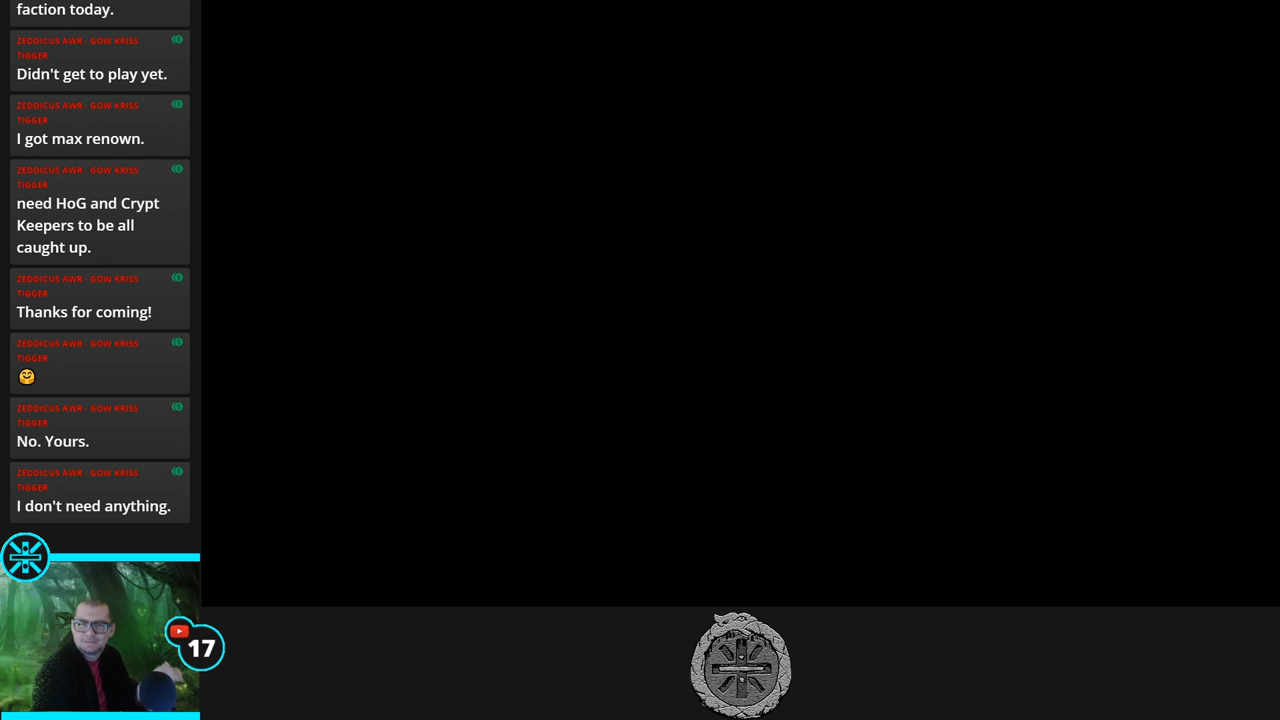 faction today.
ZEDDICUS AWR - GOW KRISS
TIGGER
Didn't get to play yet.
ZEDDICUS AWR - GOW KRISS
TIGGER
I got max renown.
ZEDDICUS AWR - GOW KRISS
TIGGER
need HoG and Crypt
Keepers to be all
caught up.
ZEDDICUS AWR - GOW KRISS
TIGGER
Thanks for coming!
ZEDDICUS AWR - GOW KRISS
TIGGER
ZEDDICUS AWR - GOW KRISS
TIGGER
No. Yours.
ZEDDICUS AWR - GOW KRISS
TIGGER
I don't need anything.
17